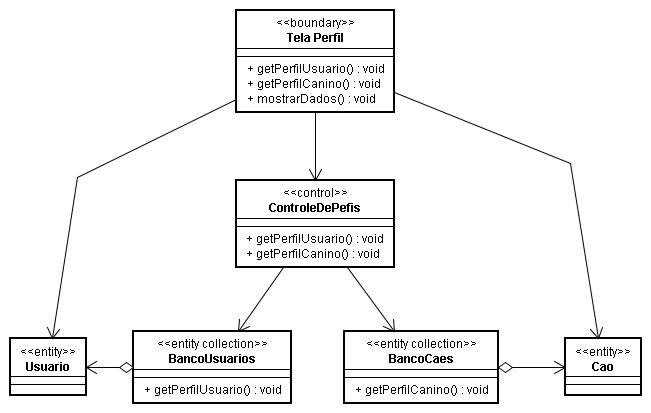 <<boundary>>
Tela Perfil
+ getPerfilUsuario() : void
+ getPerfilCanino() : void
+ mostrarDados() : void
<<control>>
ControleDePefis
+ getPerfilUsuario() : void
+ getPerfilCanino() : void
<<entity>>
Usuario
<<entity collection>>
BancoUsuarios
+ getPerfilUsuario() : void
<<entity collection>>
BancoCaes
+ getPerfilCanino() : void
<<entity>>
Cao